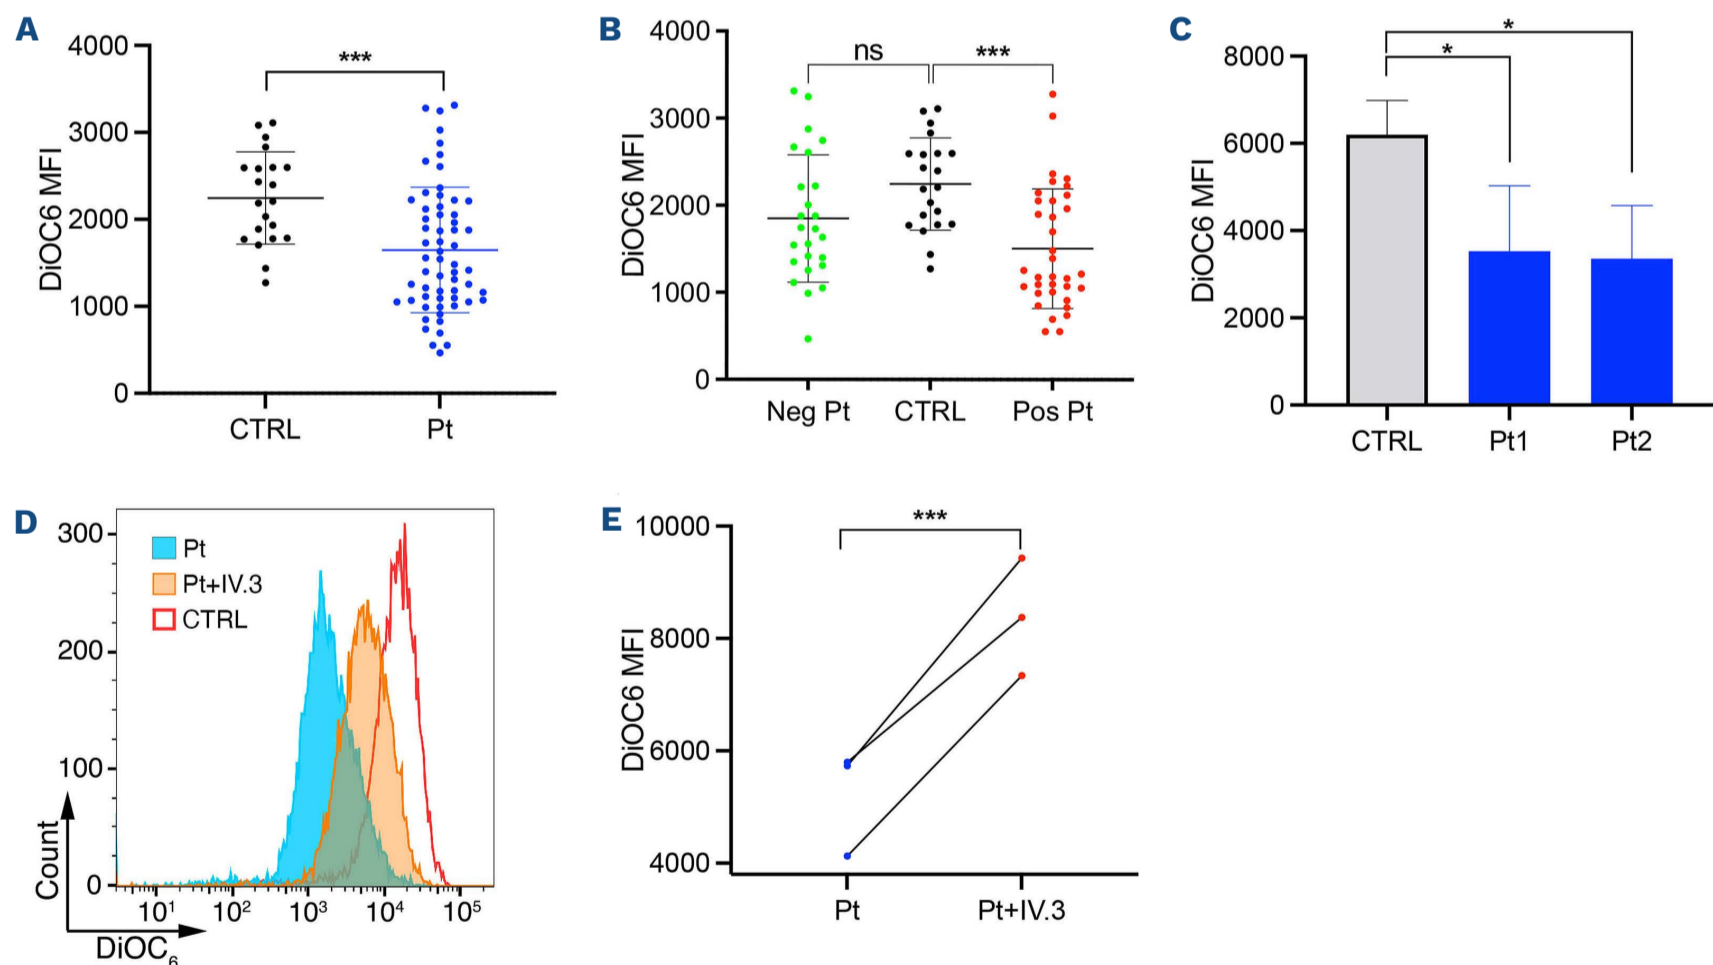 A
DiOC6 MFI
4000
3000
2000
1000
0
***
CTRL
Pt
B
DiOC6 MFI
4000
3000
2000
1000
0
ns
***
Neg Pt
CTRL
Pos Pt
C
DiOC6 MFI
8000
6000
4000
2000
0
*
*
CTRL
Pt1
Pt2
D
300
200
100
0
Pt
Pt+IV.3
CTRL
Count
10¹ 10² 10³ 10⁴ 10⁵
DiOC₆
E
DiOC6 MFI
10000
8000
6000
4000
***
Pt
Pt+IV.3